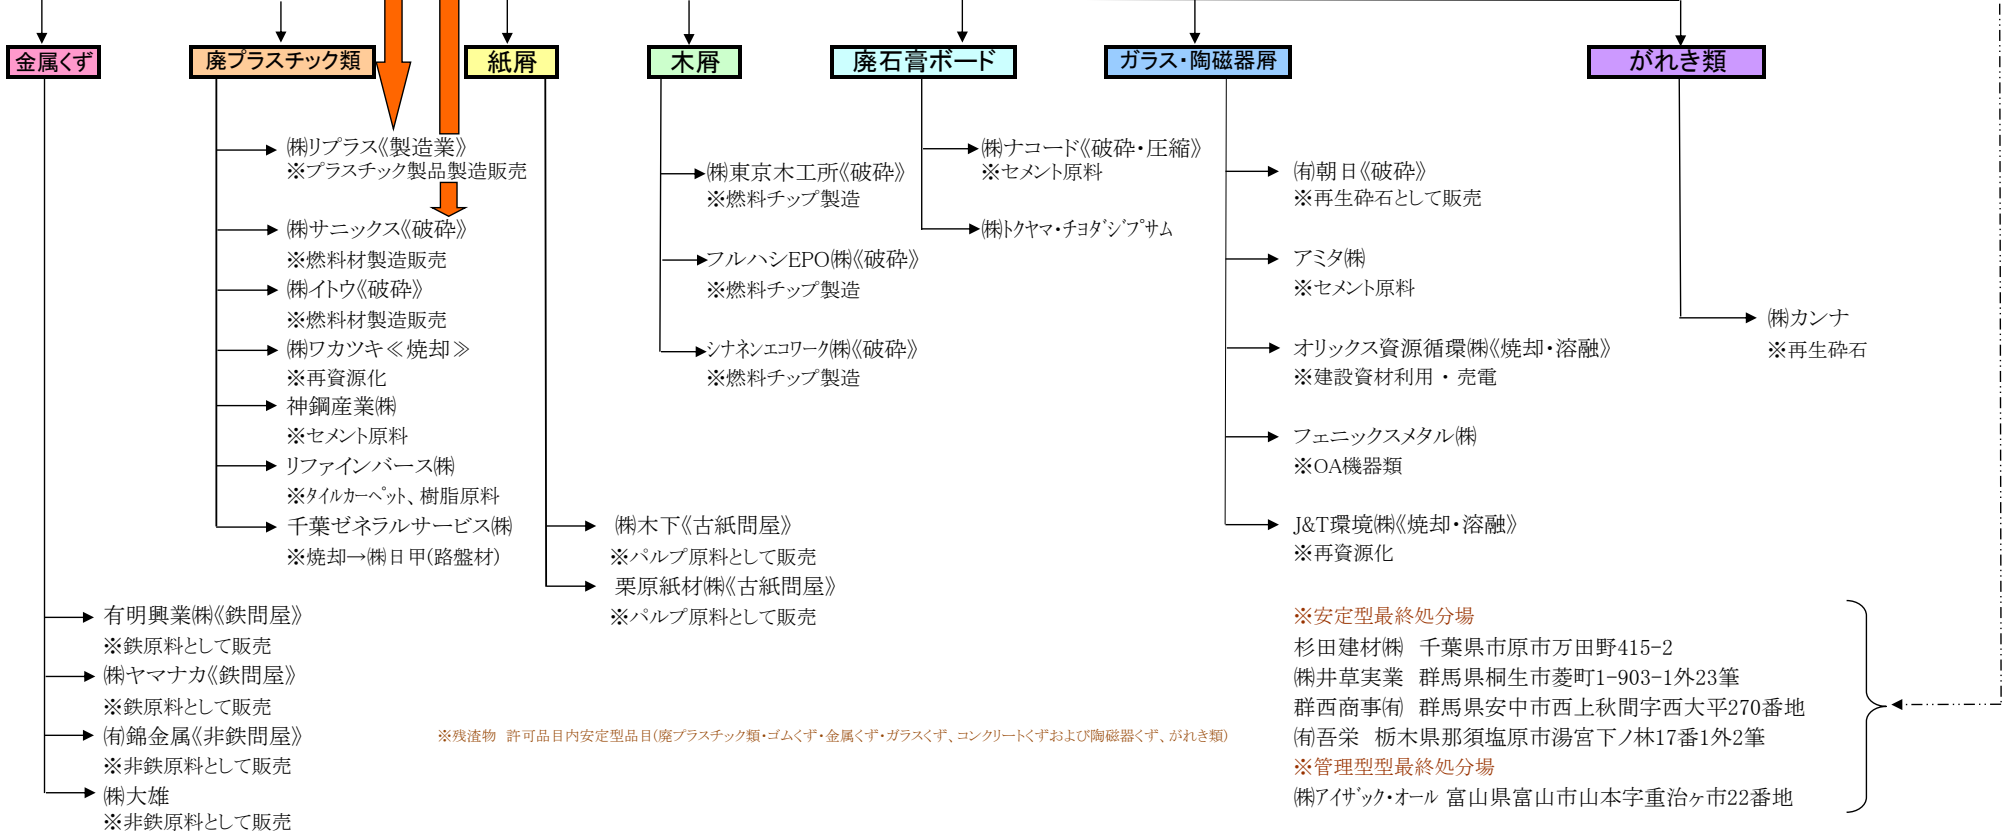 金属くず
廃プラスチック類
紙屑
木屑
廃石膏ボード
ガラス・陶磁器屑
がれき類
㈱リプラス《製造業》
※プラスチック製品製造販売
㈱サニックス《破砕》
※燃料材製造販売
㈱イトウ《破砕》
※燃料材製造販売
㈱ワカツキ≪焼却≫
※再資源化
神鋼産業㈱
※セメント原料
リファインバース㈱
※ﾀｲﾙｶｰﾍﾟｯﾄ、樹脂原料
千葉ゼネラルサービス㈱
※焼却→㈱日甲(路盤材)
㈱東京木工所《破砕》
※燃料チップ製造
フルハシEPO㈱《破砕》
※燃料チップ製造
ｼﾅﾈﾝｴｺﾜｰｸ㈱《破砕》
※燃料チップ製造
㈱ナコード《破砕・圧縮》
※セメント原料
㈱ﾄｸﾔﾏ・ﾁﾖﾀﾞｼﾞﾌﾟｻﾑ
㈲朝日《破砕》
※再生砕石として販売
アミタ㈱
※セメント原料
オリックス資源循環㈱《焼却・溶融》
※建設資材利用・売電
フェニックスメタル㈱
※OA機器類
J&T環境㈱《焼却・溶融》
※再資源化
㈱カンナ
※再生砕石
㈱木下《古紙問屋》
※パルプ原料として販売
栗原紙材㈱《古紙問屋》
※パルプ原料として販売
有明興業㈱《鉄問屋》
※鉄原料として販売
㈱ヤマナカ《鉄問屋》
※鉄原料として販売
㈲錦金属《非鉄問屋》
※非鉄原料として販売
㈱大雄
※非鉄原料として販売
※残渣物 許可品目内安定型品目(廃プラスチック類・ゴムくず・金属くず・ガラスくず、コンクリートくずおよび陶磁器くず、がれき類)
※安定型最終処分場
杉田建材㈱ 千葉県市原市万田野415-2
㈱井草実業 群馬県桐生市菱町1-903-1外23筆
群西商事㈲ 群馬県安中市西上秋間字西大平270番地
㈲吾栄 栃木県那須塩原市湯宮下ノ林17番1外2筆
※管理型型最終処分場
㈱ｱｲｻﾞｯｸ・ｵｰﾙ 富山県富山市山本字重治ヶ市22番地